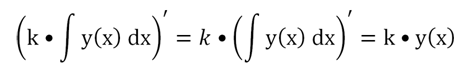 (k • ∫ y(x) dx)′ = k • (∫ y(x) dx)′ = k • y(x)